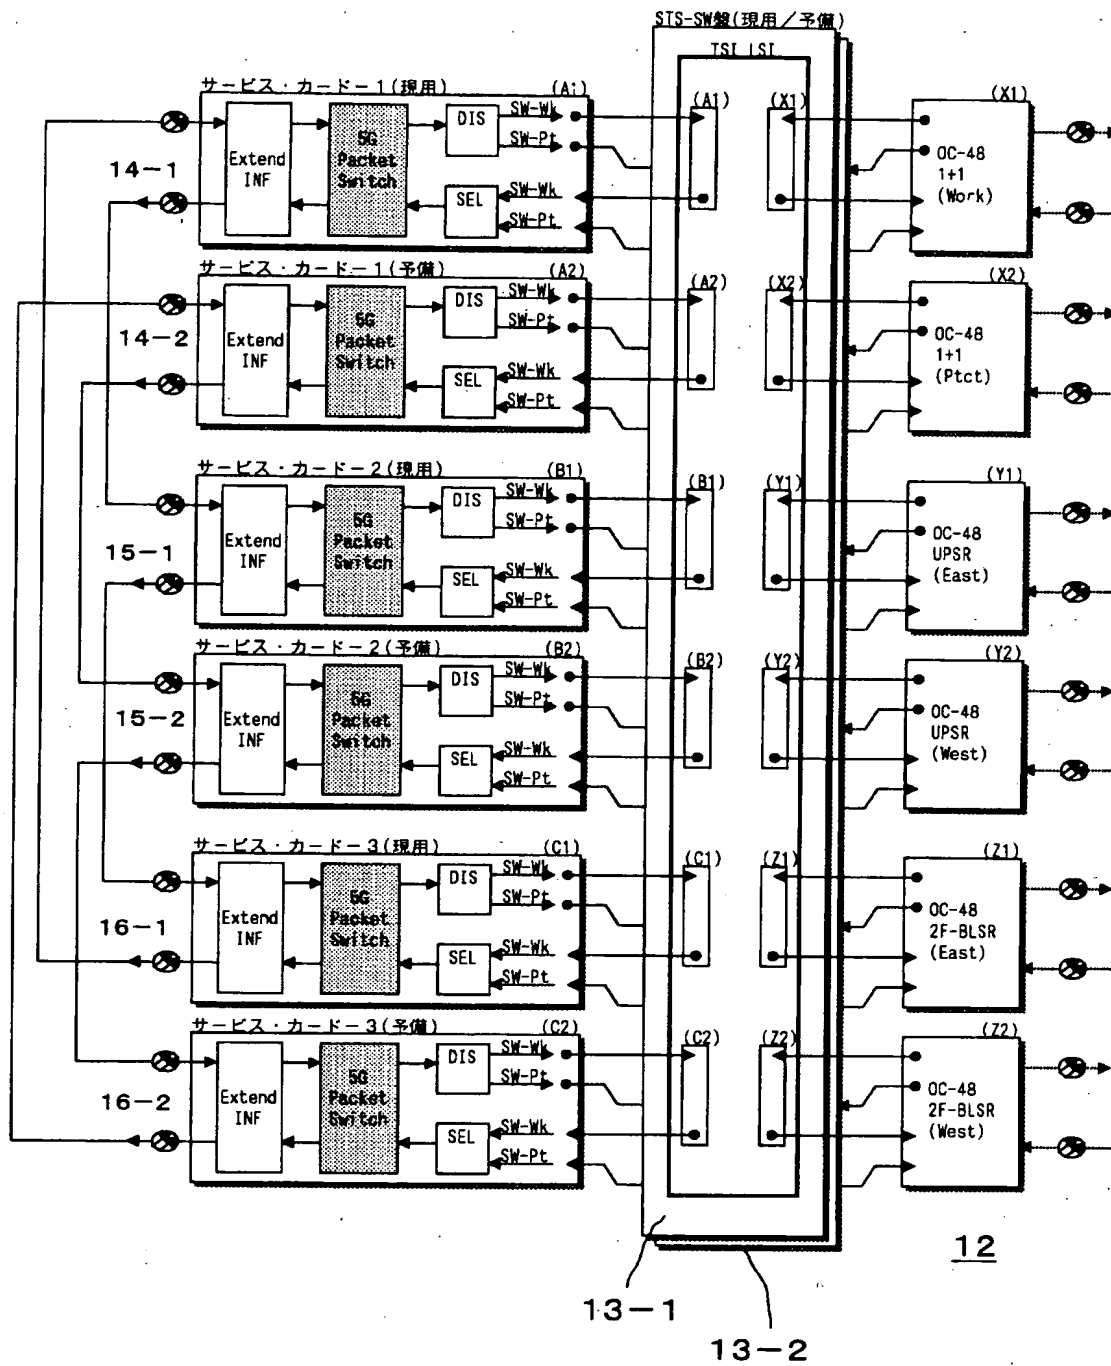 STS-SW盤(現用／予備)
TSI LSI
サービス・カード－1(現用)
(A1)
Extend
INF
5G
Packet
Switch
DIS
SW-Wk
SW-Pt
SEL
SW-Wk
SW-Pt
14－1
(A1)
(X1)
(X1)
OC-48
1+1
(Work)
サービス・カード－1(予備)
(A2)
Extend
INF
5G
Packet
Switch
DIS
SW-Wk
SW-Pt
SEL
SW-Wk
SW-Pt
14－2
(A2)
(X2)
(X2)
OC-48
1+1
(Ptct)
サービス・カード－2(現用)
(B1)
Extend
INF
5G
Packet
Switch
DIS
SW-Wk
SW-Pt
SEL
SW-Wk
SW-Pt
15－1
(B1)
(Y1)
(Y1)
OC-48
UPSR
(East)
サービス・カード－2(予備)
(B2)
Extend
INF
5G
Packet
Switch
DIS
SW-Wk
SW-Pt
SEL
SW-Wk
SW-Pt
15－2
(B2)
(Y2)
(Y2)
OC-48
UPSR
(West)
サービス・カード－3(現用)
(C1)
Extend
INF
5G
Packet
Switch
DIS
SW-Wk
SW-Pt
SEL
SW-Wk
SW-Pt
16－1
(C1)
(Z1)
(Z1)
OC-48
2F-BLSR
(East)
サービス・カード－3(予備)
(C2)
Extend
INF
5G
Packet
Switch
DIS
SW-Wk
SW-Pt
SEL
SW-Wk
SW-Pt
16－2
(C2)
(Z2)
(Z2)
OC-48
2F-BLSR
(West)
12
13－1
13－2